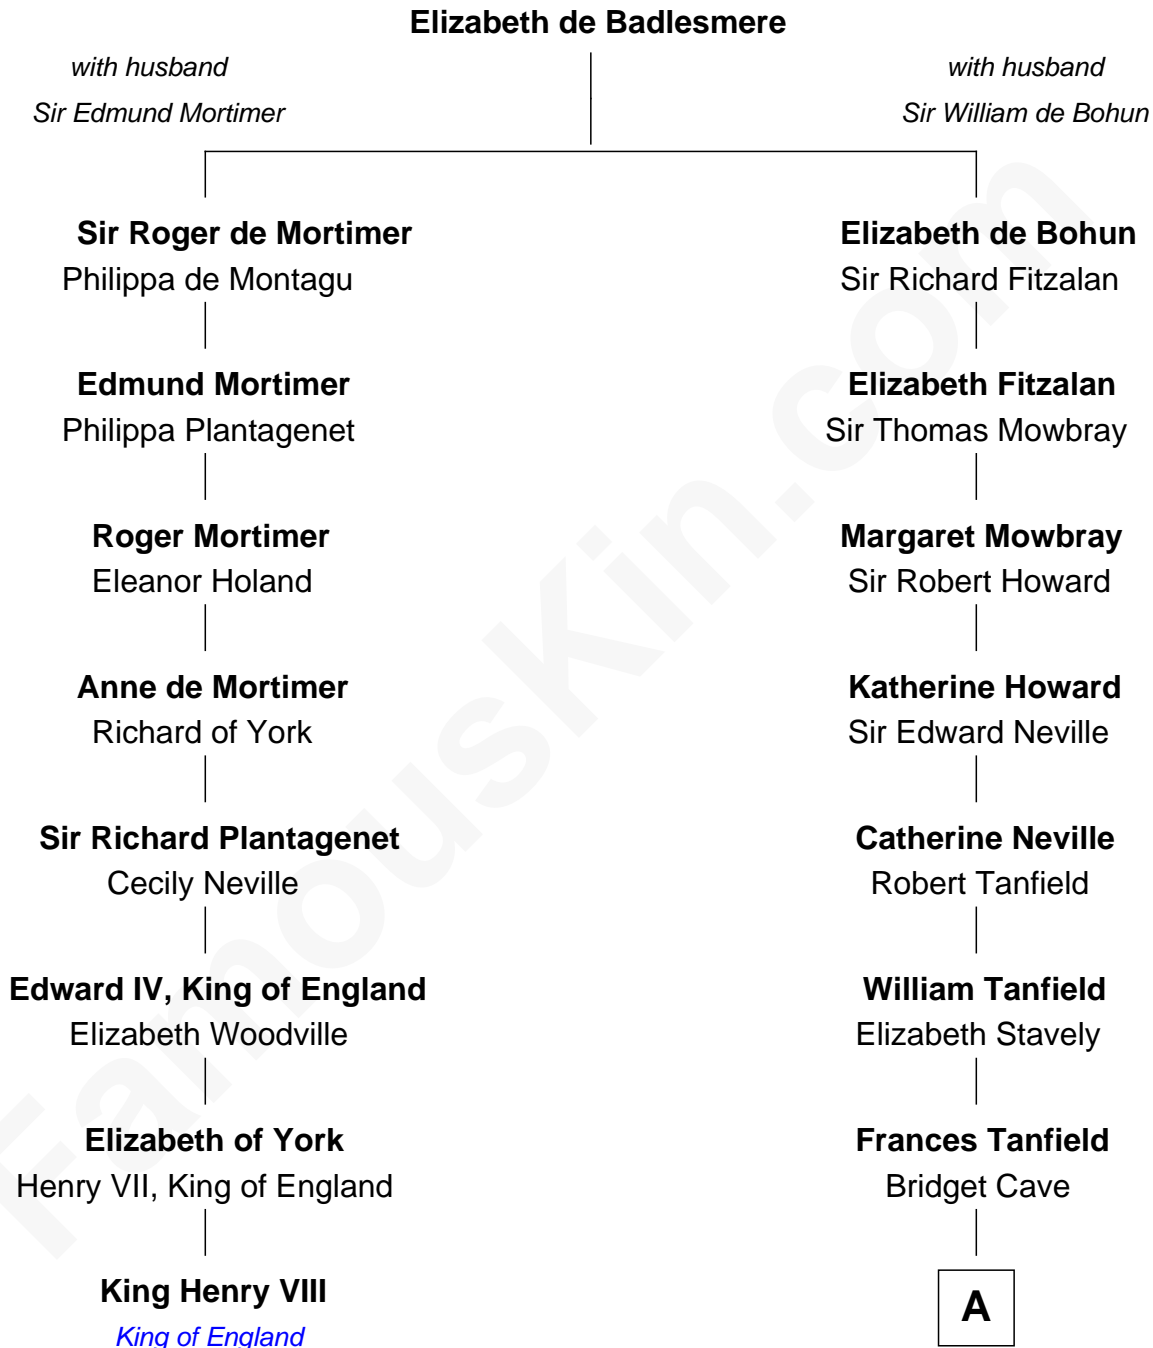 Elizabeth de Badlesmere
with husband
Sir Edmund Mortimer
with husband
Sir William de Bohun
Sir Roger de Mortimer
Philippa de Montagu
Edmund Mortimer
Philippa Plantagenet
Roger Mortimer
Eleanor Holand
Anne de Mortimer
Richard of York
Sir Richard Plantagenet
Cecily Neville
Edward IV, King of England
Elizabeth Woodville
Elizabeth of York
Henry VII, King of England
King Henry VIII
King of England
Elizabeth de Bohun
Sir Richard Fitzalan
Elizabeth Fitzalan
Sir Thomas Mowbray
Margaret Mowbray
Sir Robert Howard
Katherine Howard
Sir Edward Neville
Catherine Neville
Robert Tanfield
William Tanfield
Elizabeth Stavely
Frances Tanfield
Bridget Cave
A
FamousKin.com